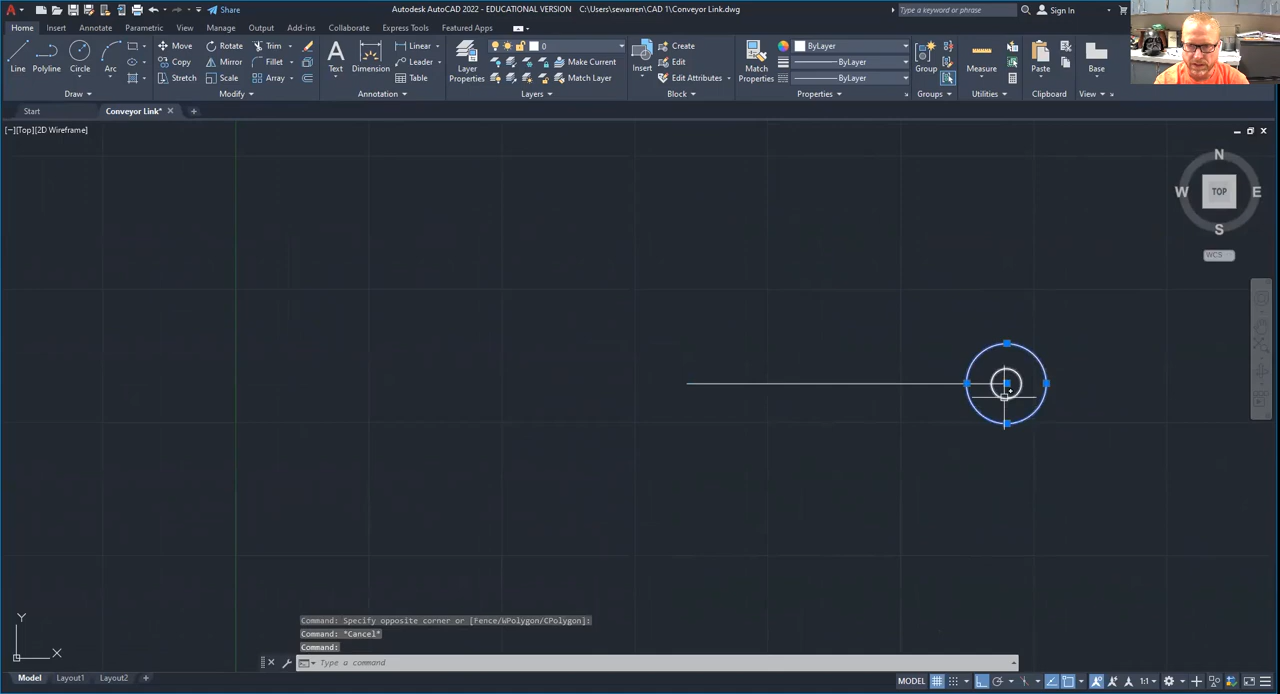 Share
Autodesk AutoCAD 2022 - EDUCATIONAL VERSION C:\Users\sewarren\CAD 1\Conveyor Link.dwg
Type a keyword or phrase
Sign In
Home Insert Annotate Parametric View Manage Output Add-ins Collaborate Express Tools Featured Apps
Line Polyline Circle Arc
Move Rotate Trim
Copy Mirror Fillet
Stretch Scale Array
Text Dimension
Linear
Leader
Table
Layer
Properties
0
Make Current
Match Layer
Insert
Create
Edit
Edit Attributes
Match
Properties
ByLayer
ByLayer
ByLayer
Group
Measure
Paste
Base
Draw Modify Annotation Layers Block Properties Groups Utilities Clipboard View
Start Conveyor Link*
[−][Top][2D Wireframe]
N
W TOP E
S
WCS
Y
X
Command: Specify opposite corner or [Fence/WPolygon/CPolygon]:
Command: *Cancel*
Command:
Type a command
Model Layout1 Layout2
MODEL
1:1